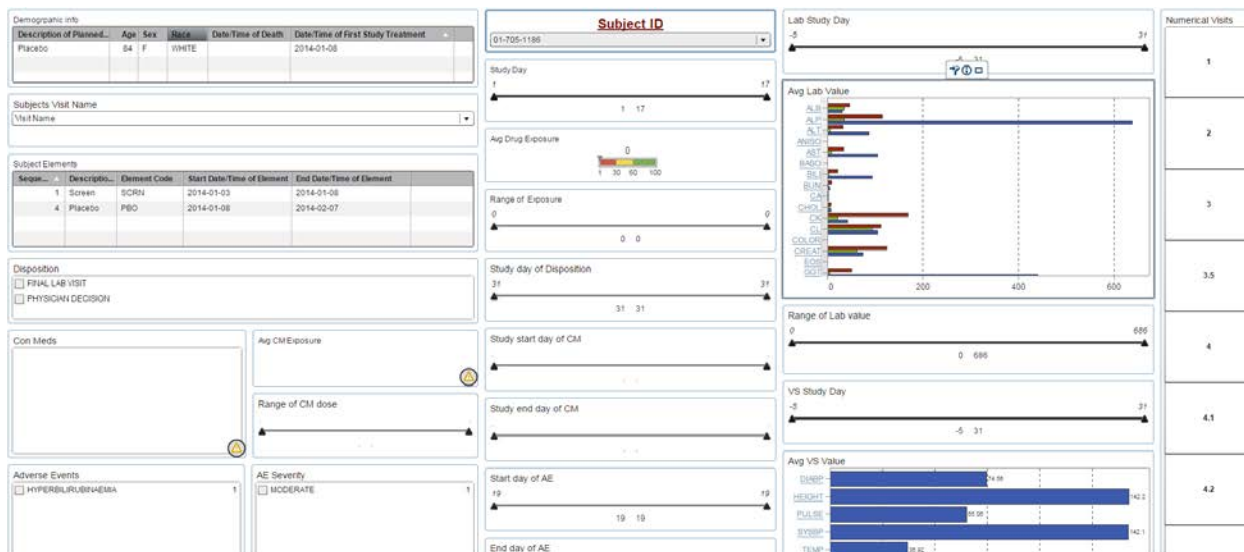 Demogrpahic info
Description of Planned... Age Sex Race Date/Time of Death Date/Time of First Study Treatment
Placebo 84 F WHITE 2014-01-08
Subjects Visit Name
Visit Name
Subject Elements
Seque... Descriptio... Element Code Start Date/Time of Element End Date/Time of Element
1 Screen SCRN 2014-01-03 2014-01-08
4 Placebo PBO 2014-01-08 2014-02-07
Disposition
FINAL LAB VISIT
PHYSICIAN DECISION
Con Meds
Avg CM Exposure
Range of CM dose
Adverse Events
HYPERBILIRUBINAEMIA 1
AE Severity
MODERATE 1
Subject ID
01-705-1186
Study Day
1 17
1 17
Avg Drug Exposure
0
1 30 60 100
Range of Exposure
0 0
0 0
Study day of Disposition
31 31
31 31
Study start day of CM
Study end day of CM
Start day of AE
19 19
19 19
End day of AE
Lab Study Day
-5 31
-5 31
Avg Lab Value
ALB
ALP
ALT
ANISO
AST
BASO
BILI
BUN
CA
CHOL
CK
CL
COLOR
CREAT
EOS
GGT
0 200 400 600
Range of Lab value
0 686
0 686
VS Study Day
-5 31
-5 31
Avg VS Value
DIABP
HEIGHT 142.2
PULSE
SYSBP 142.1
TEMP
Numerical Visits
1
2
3
3.5
4
4.1
4.2